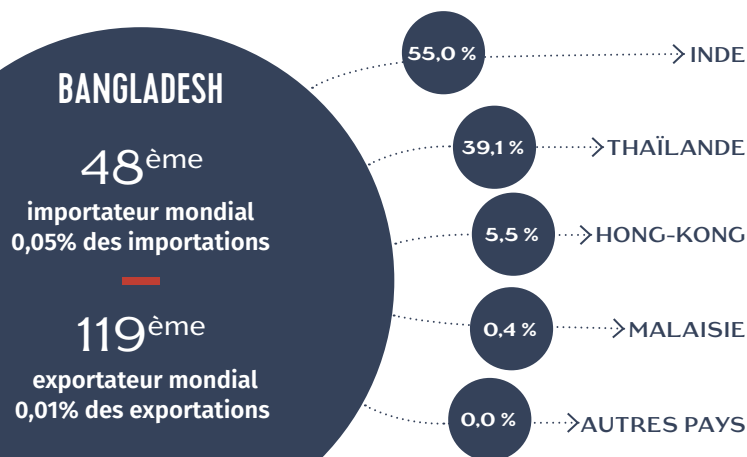 BANGLADESH
48ème
importateur mondial
0,05% des importations
119ème
exportateur mondial
0,01% des exportations
55,0 %
INDE
39,1 %
THAÏLANDE
5,5 %
HONG-KONG
0,4 %
MALAISIE
0,0 %
AUTRES PAYS